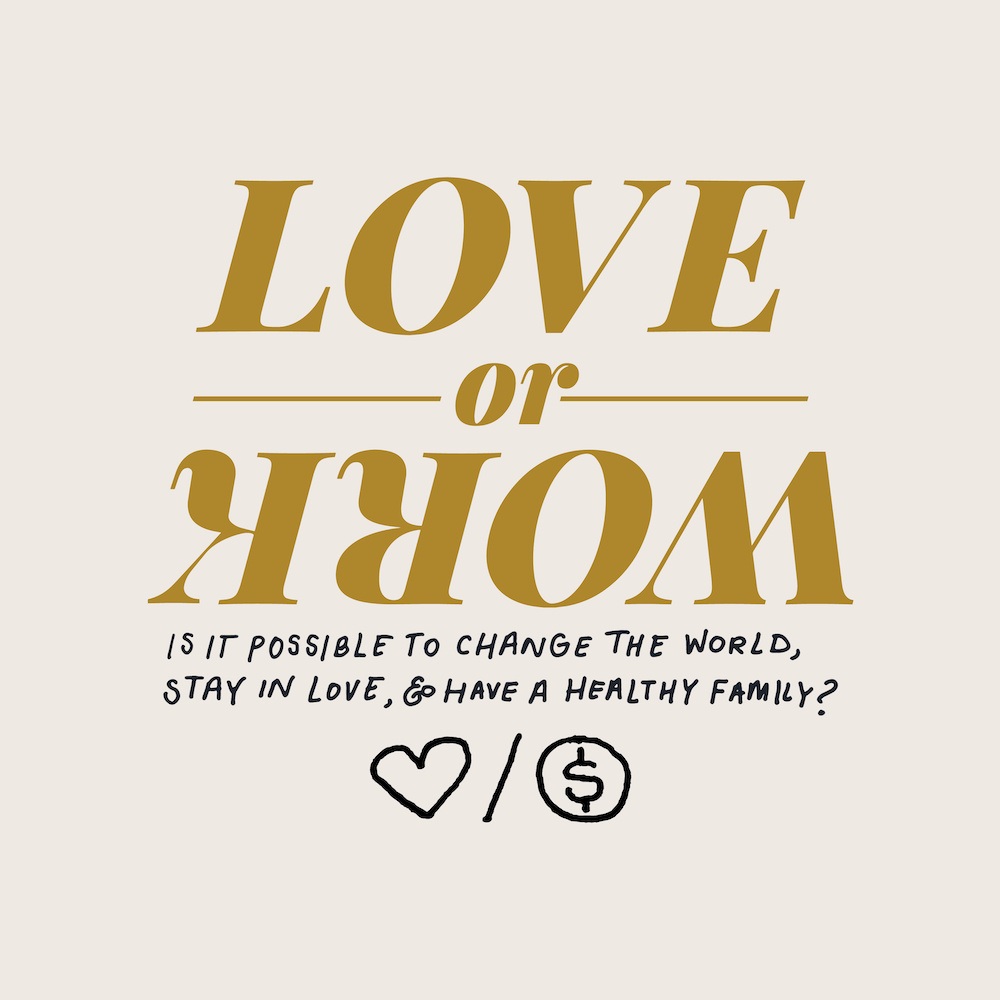 LOVE
or
WORK
IS IT POSSIBLE TO CHANGE THE WORLD,
STAY IN LOVE, & HAVE A HEALTHY FAMILY?
$